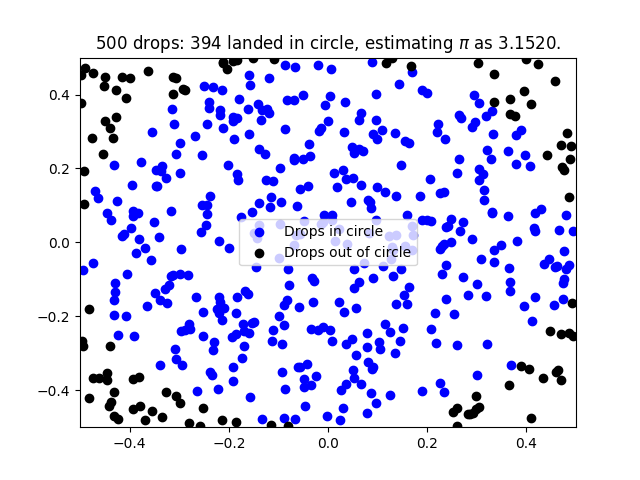 500 drops: 394 landed in circle, estimating π as 3.1520.
0.4
0.2
0.0
−0.2
−0.4
Drops in circle
Drops out of circle
−0.4 −0.2 0.0 0.2 0.4